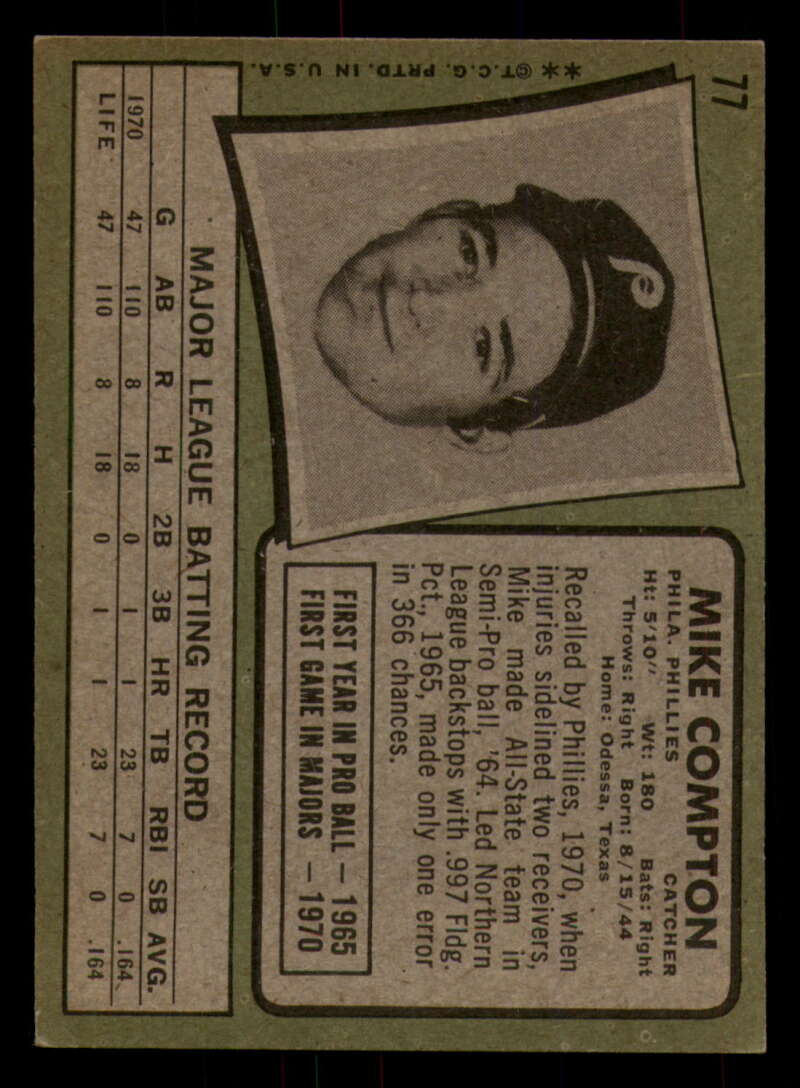 77
**©T.C.G. PRTD. IN U.S.A.
P
MIKE COMPTON
PHILA. PHILLIES CATCHER
Ht: 5'10" Wt: 180 Bats: Right
Throws: Right Born: 8/15/44
Home: Odessa, Texas
Recalled by Phillies, 1970, when
injuries sidelined two receivers,
Mike made All-State team in
Semi-Pro ball, '64. Led Northern
League backstops with .997 Fldg.
Pct., 1965, made only one error
in 366 chances.
FIRST YEAR IN PRO BALL — 1965
FIRST GAME IN MAJORS — 1970
MAJOR LEAGUE BATTING RECORD
G AB R H 2B 3B HR TB RBI SB AVG.
1970 47 110 8 18 0 1 1 23 7 0 .164
LIFE 47 110 8 18 0 1 1 23 7 0 .164